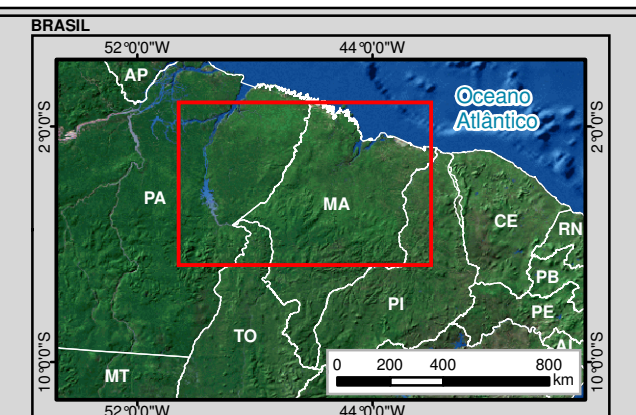 BRASIL
52°0'0"W 44°0'0"W
AP
Oceano
Atlântico
2°0'0"S 2°0'0"S
PA
MA
CE
RN
PB
PI
PE
TO
AL
0 200 400 800
km
MT
10°0'0"S 10°0'0"S
52°0'0"W 44°0'0"W